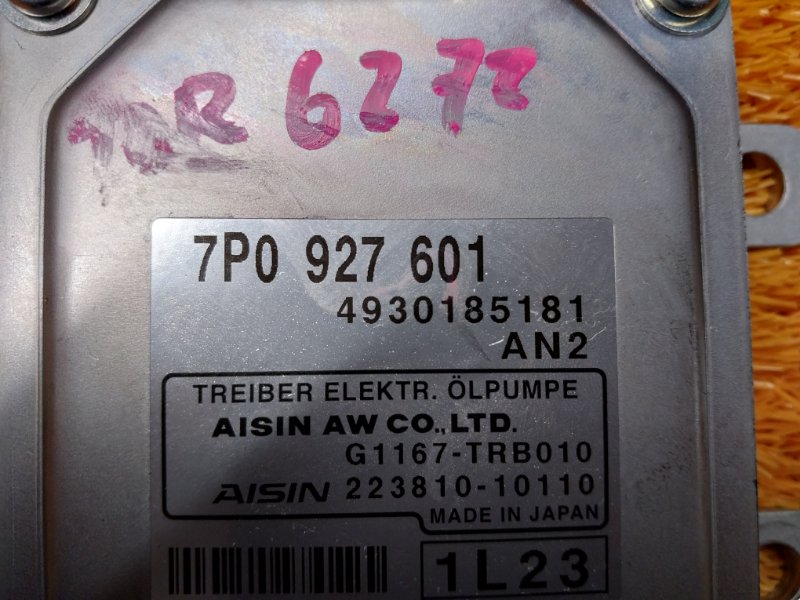 6272
7P0 927 601
4930185181
AN2
TREIBER ELEKTR. ÖLPUMPE
AISIN AW CO.,LTD.
G1167-TRB010
AISIN 223810-10110
MADE IN JAPAN
1L23